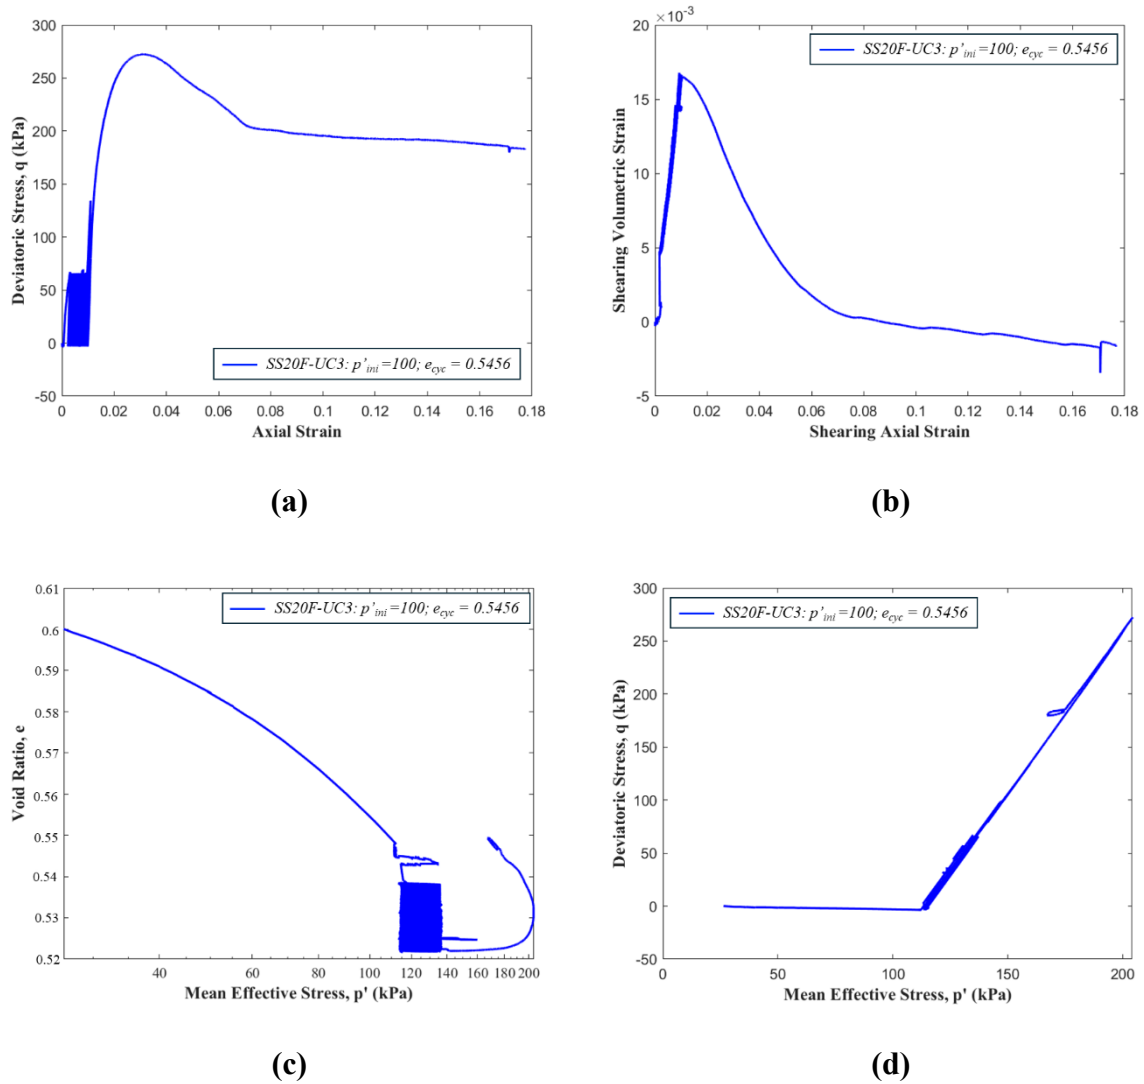 300
250
200
150
100
50
0
-50
0 0.02 0.04 0.06 0.08 0.1 0.12 0.14 0.16 0.18
Deviatoric Stress, q (kPa)
Axial Strain
SS20F-UC3: p'ini =100; ecyc = 0.5456
(a)
×10-3
20
15
10
5
0
-5
0 0.02 0.04 0.06 0.08 0.1 0.12 0.14 0.16 0.18
Shearing Volumetric Strain
Shearing Axial Strain
SS20F-UC3: p'ini =100; ecyc = 0.5456
(b)
0.61
0.6
0.59
0.58
0.57
0.56
0.55
0.54
0.53
0.52
40 60 80 100 120 140 160 180 200
Void Ratio, e
Mean Effective Stress, p' (kPa)
SS20F-UC3: p'ini =100; ecyc = 0.5456
(c)
300
250
200
150
100
50
0
-50
0 50 100 150 200
Deviatoric Stress, q (kPa)
Mean Effective Stress, p' (kPa)
SS20F-UC3: p'ini =100; ecyc = 0.5456
(d)